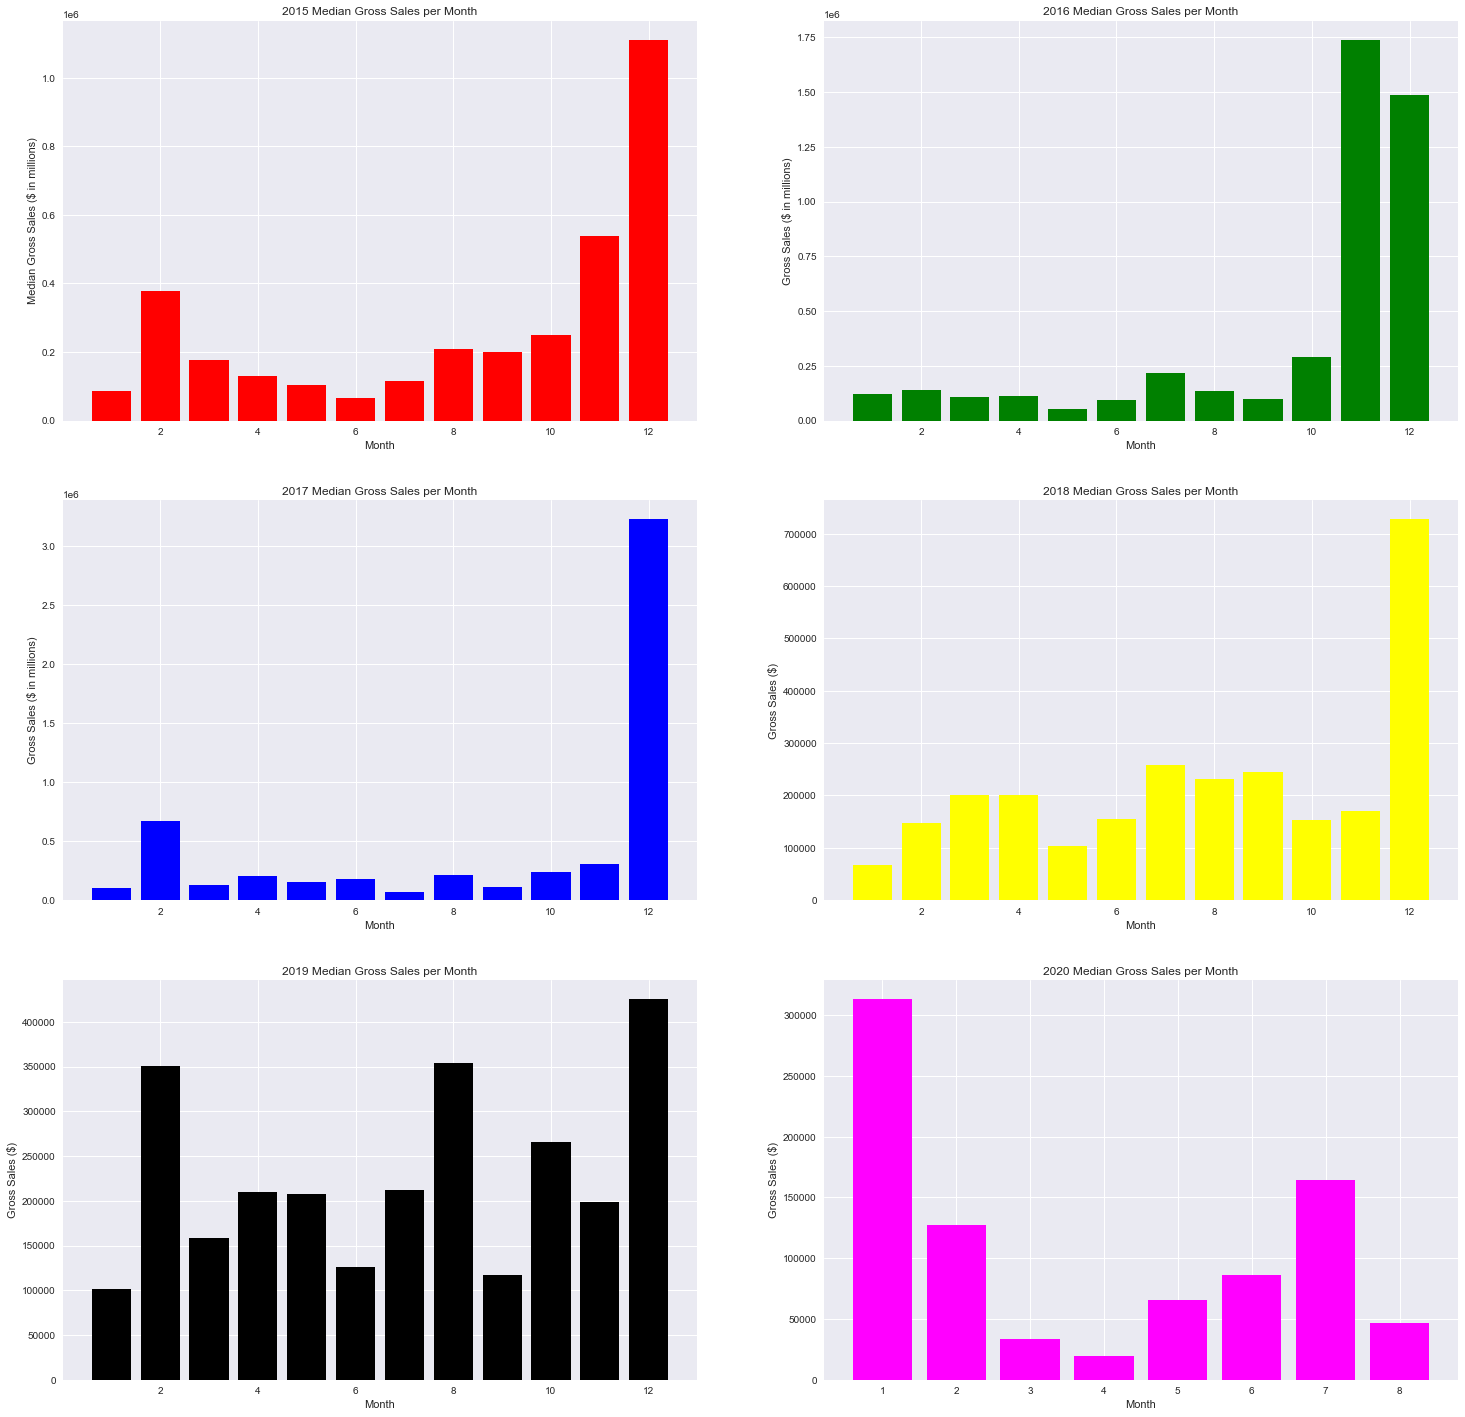 2015 Median Gross Sales per Month
1e6
1.0
0.8
0.6
0.4
0.2
0.0
Median Gross Sales ($ in millions)
2 4 6 8 10 12
Month
2016 Median Gross Sales per Month
1e6
1.75
1.50
1.25
1.00
0.75
0.50
0.25
0.00
Gross Sales ($ in millions)
2 4 6 8 10 12
Month
2017 Median Gross Sales per Month
1e6
3.0
2.5
2.0
1.5
1.0
0.5
0.0
Gross Sales ($ in millions)
2 4 6 8 10 12
Month
2018 Median Gross Sales per Month
700000
600000
500000
400000
300000
200000
100000
0
Gross Sales ($)
2 4 6 8 10 12
Month
2019 Median Gross Sales per Month
400000
350000
300000
250000
200000
150000
100000
50000
0
Gross Sales ($)
2 4 6 8 10 12
Month
2020 Median Gross Sales per Month
300000
250000
200000
150000
100000
50000
0
Gross Sales ($)
1 2 3 4 5 6 7 8
Month